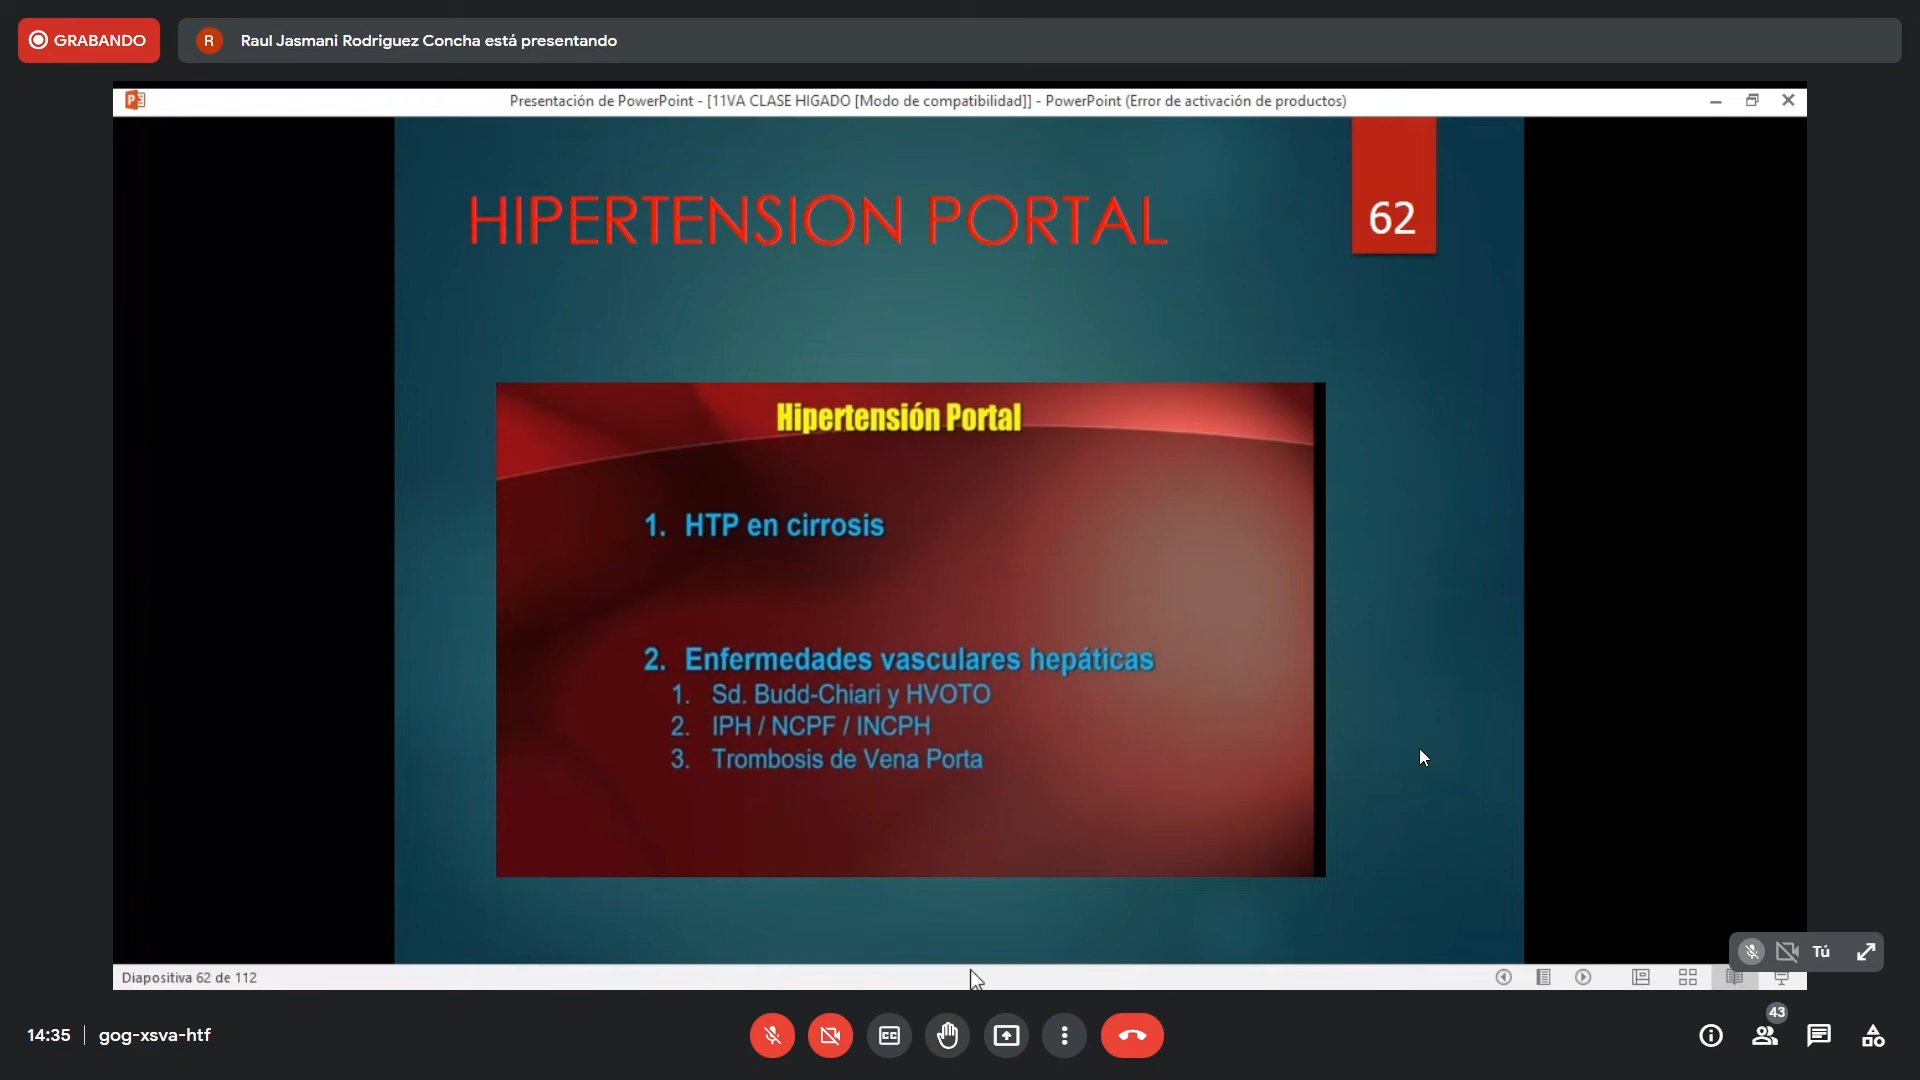 GRABANDO
R
Raul Jasmani Rodriguez Concha está presentando
Presentación de PowerPoint - [11VA CLASE HIGADO [Modo de compatibilidad]] - PowerPoint (Error de activación de productos)
HIPERTENSION PORTAL
62
Hipertensión Portal
1. HTP en cirrosis
2. Enfermedades vasculares hepáticas
1. Sd. Budd-Chiari y HVOTO
2. IPH / NCPF / INCPH
3. Trombosis de Vena Porta
Tú
Diapositiva 62 de 112
43
14:35 gog-xsva-htf